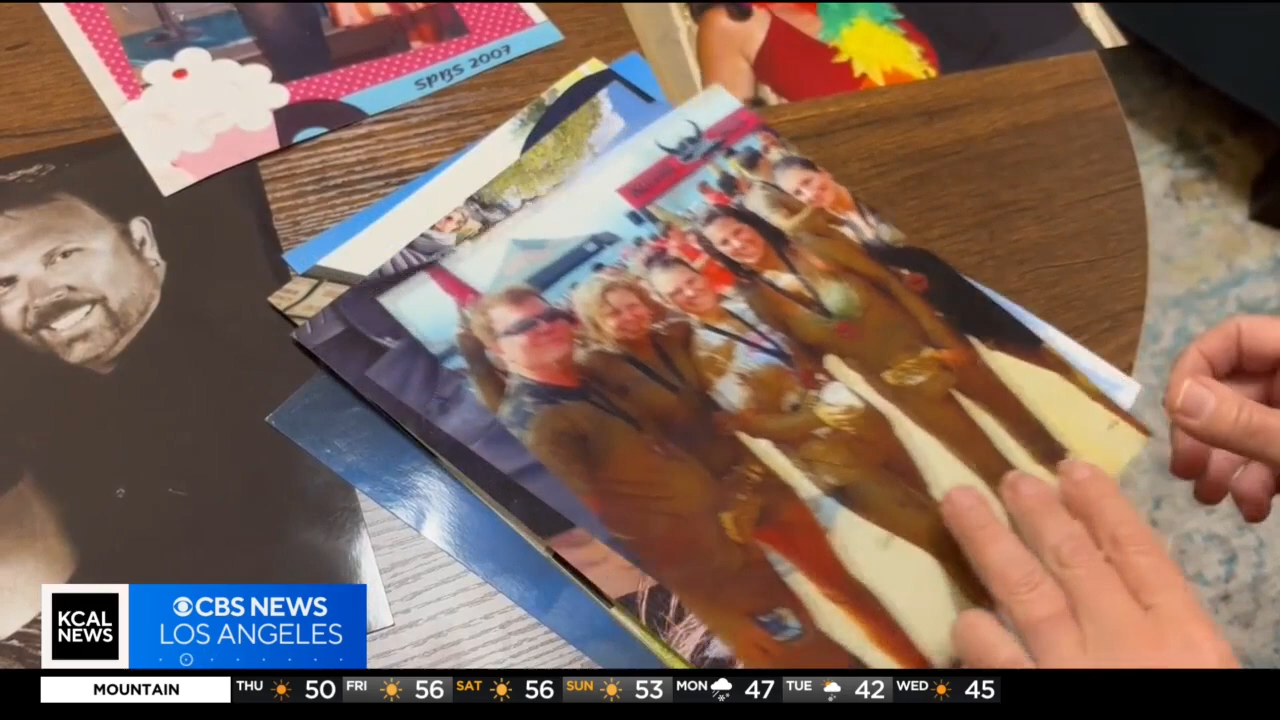 SPBS 2007
KCAL
NEWS
CBS NEWS
LOS ANGELES
MOUNTAIN THU 50 FRI 56 SAT 56 SUN 53 MON 47 TUE 42 WED 45